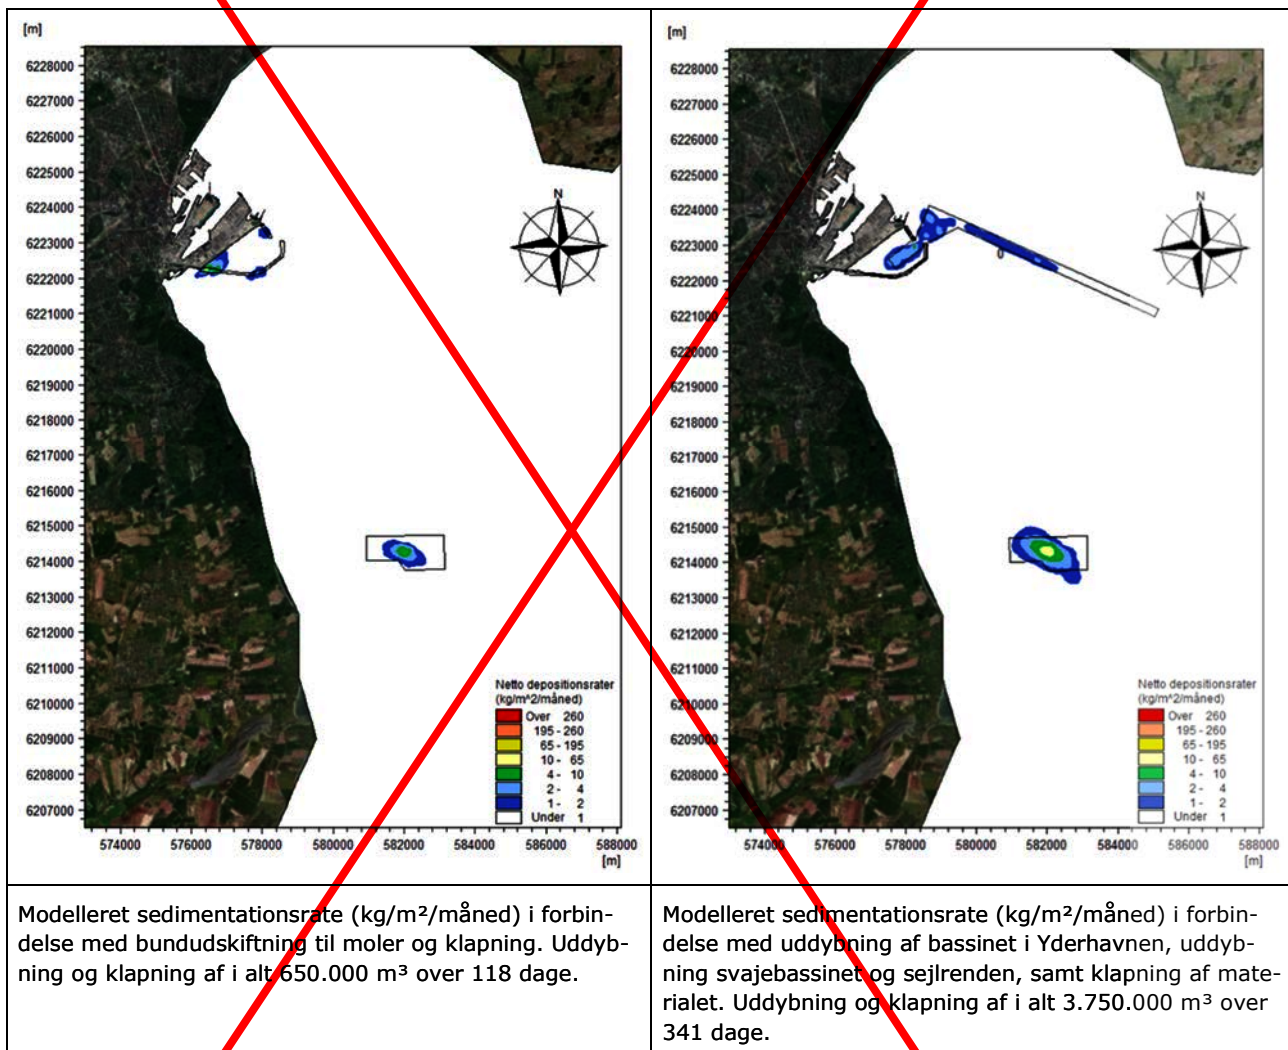 [m]
6228000
6227000
6226000
6225000
6224000
6223000
6222000
6221000
6220000
6219000
6218000
6217000
6216000
6215000
6214000
6213000
6212000
6211000
6210000
6209000
6208000
6207000
N
Netto depositionsrater
(kg/m^2/måned)
Over 260
195 - 260
65 - 195
10 - 65
4 - 10
2 - 4
1 - 2
Under 1
574000 576000 578000 580000 582000 584000 586000 588000
[m]
[m]
6228000
6227000
6226000
6225000
6224000
6223000
6222000
6221000
6220000
6219000
6218000
6217000
6216000
6215000
6214000
6213000
6212000
6211000
6210000
6209000
6208000
6207000
N
0
Netto depositionsrater
(kg/m^2/måned)
Over 260
195 - 260
65 - 195
10 - 65
4 - 10
2 - 4
1 - 2
Under 1
574000 576000 578000 580000 582000 584000 586000 588000
[m]
Modelleret sedimentationsrate (kg/m²/måned) i forbin-
delse med bundudskiftning til moler og klapning. Uddyb-
ning og klapning af i alt 650.000 m³ over 118 dage.
Modelleret sedimentationsrate (kg/m²/måned) i forbin-
delse med uddybning af bassinet i Yderhavnen, uddyb-
ning svajebassinet og sejlrenden, samt klapning af mate-
rialet. Uddybning og klapning af i alt 3.750.000 m³ over
341 dage.